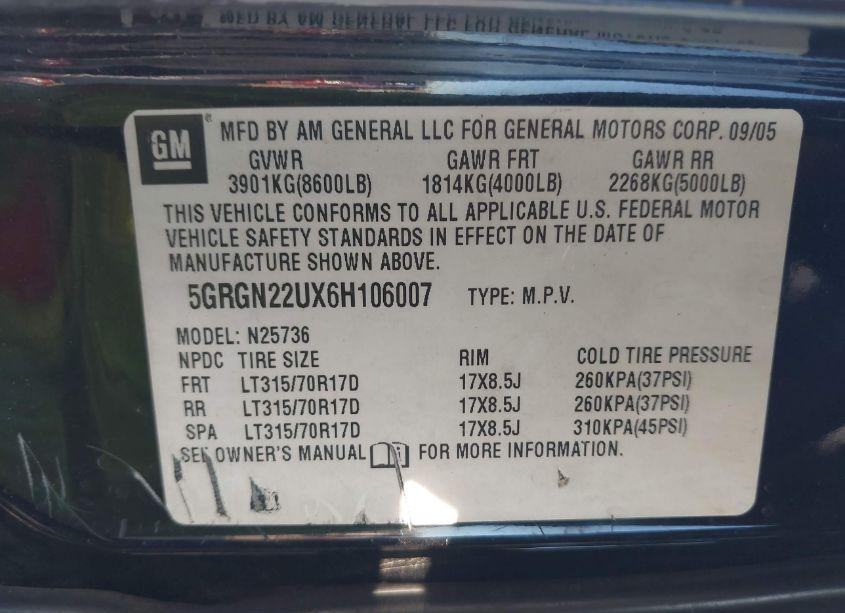 GM ® MFD BY AM GENERAL LLC FOR GENERAL MOTORS CORP. 09/05
GVWR GAWR FRT GAWR RR
3901KG(8600LB) 1814KG(4000LB) 2268KG(5000LB)
THIS VEHICLE CONFORMS TO ALL APPLICABLE U.S. FEDERAL MOTOR
VEHICLE SAFETY STANDARDS IN EFFECT ON THE DATE OF
MANUFACTURE SHOWN ABOVE.
5GRGN22UX6H106007 TYPE: M.P.V.
MODEL: N25736
NPDC TIRE SIZE RIM COLD TIRE PRESSURE
FRT LT315/70R17D 17X8.5J 260KPA(37PSI)
RR LT315/70R17D 17X8.5J 260KPA(37PSI)
SPA LT315/70R17D 17X8.5J 310KPA(45PSI)
SEE OWNER'S MANUAL FOR MORE INFORMATION.